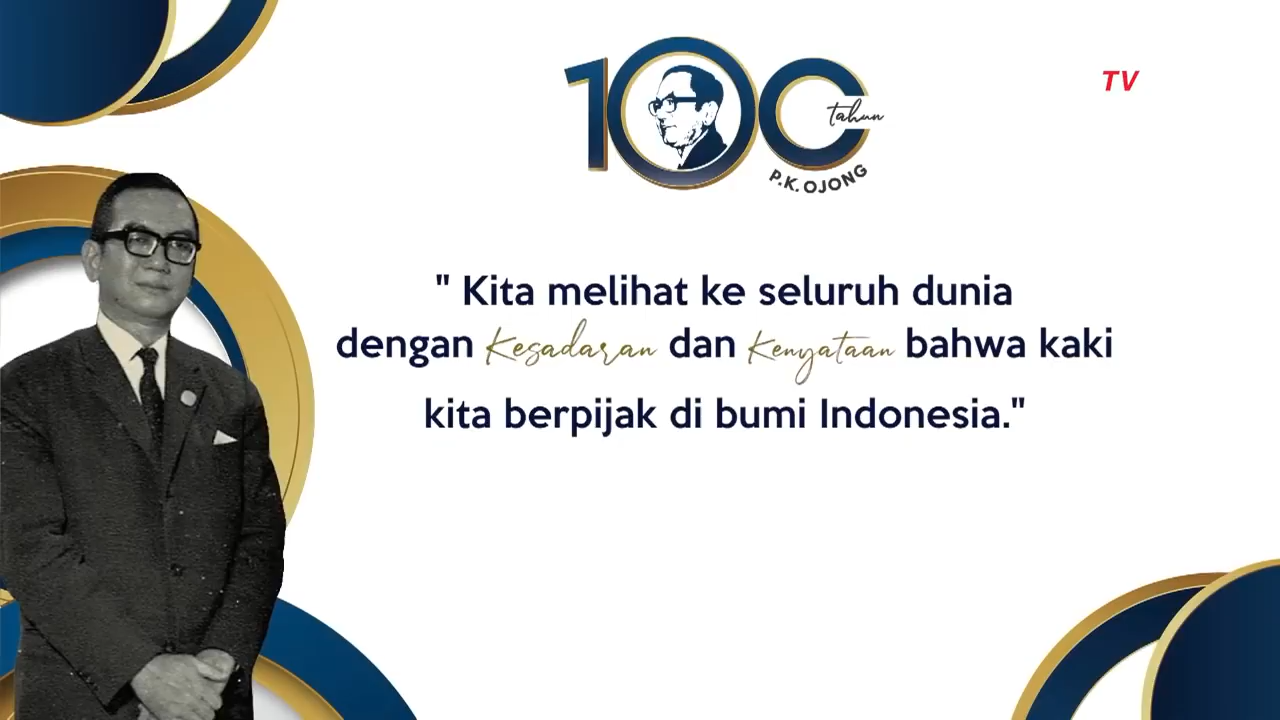 100
tahun
P.K. OJONG
TV
" Kita melihat ke seluruh dunia
dengan Kesadaran dan Kenyataan bahwa kaki
kita berpijak di bumi Indonesia."